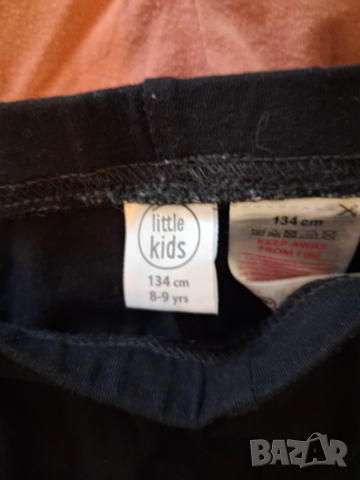 little
kids
134 cm
8-9 yrs
134 cm
KEEP AWAY
FROM FIRE
BAZAR